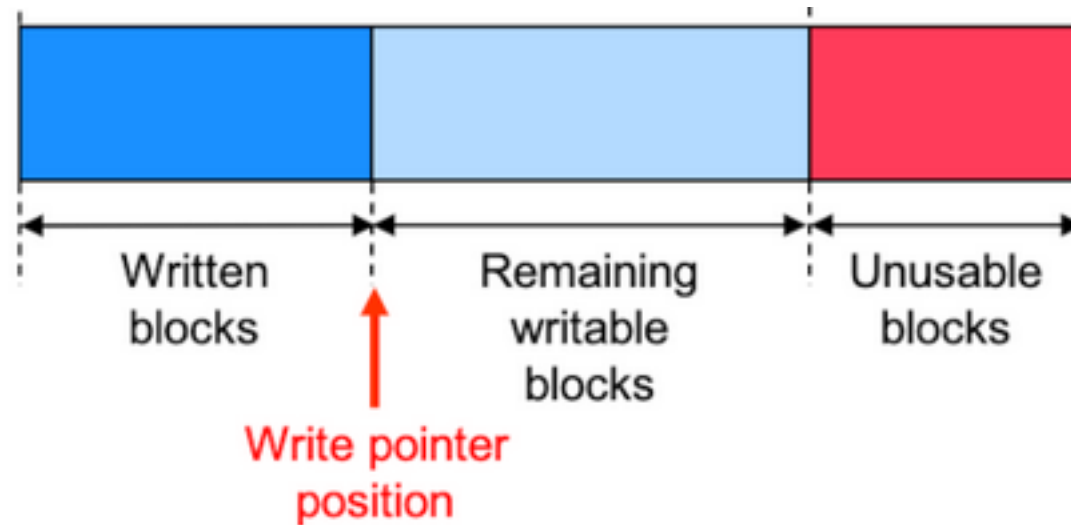 Written
blocks
Remaining
writable
blocks
Unusable
blocks
Write pointer
position